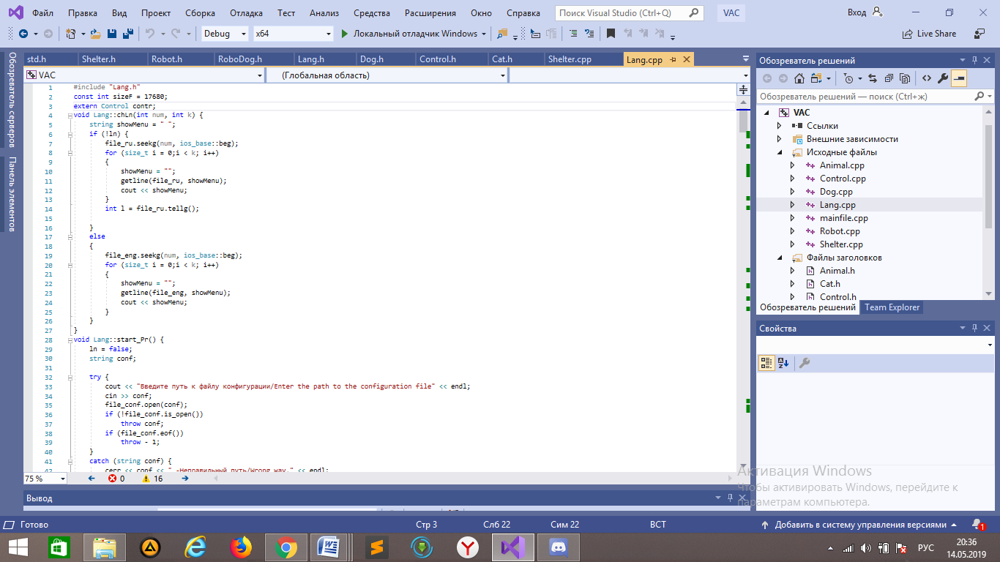 Файл Правка Вид Проект Сборка Отладка Тест Анализ Средства Расширения Окно Справка Поиск Visual Studio (Ctrl+Q) VAC Вход
Debug x64 Локальный отладчик Windows Live Share
Обозреватель серверов
Панель элементов
std.h Shelter.h Robot.h RoboDog.h Lang.h Dog.h Control.h Cat.h Shelter.cpp Lang.cpp
VAC (Глобальная область)
1 #include "Lang.h"
2 const int sizeF = 17680;
3 extern Control contr;
4 void Lang::chLn(int num, int k) {
5 string showMenu = " ";
6 if (!ln) {
7 file_ru.seekg(num, ios_base::beg);
8 for (size_t i = 0;i < k; i++)
9 {
10 showMenu = "";
11 getline(file_ru, showMenu);
12 cout << showMenu;
13 }
14 int l = file_ru.tellg();
15
16 }
17 else
18 {
19 file_eng.seekg(num, ios_base::beg);
20 for (size_t i = 0;i < k; i++)
21 {
22 showMenu = "";
23 getline(file_eng, showMenu);
24 cout << showMenu;
25 }
26 }
27 }
28 void Lang::start_Pr() {
29 ln = false;
30 string conf;
31
32 try {
33 cout << "Введите путь к файлу конфигурации/Enter the path to the configuration file" << endl;
34 cin >> conf;
35 file_conf.open(conf);
36 if (!file_conf.is_open())
37 throw conf;
38 if (file_conf.eof())
39 throw - 1;
40 }
41 catch (string conf) {
42 cerr << conf << " -Неправильный путь/Wrong way." << endl;
75 % 0 16
Вывод
Обозреватель решений
Обозреватель решений — поиск (Ctrl+ж)
VAC
Ссылки
Внешние зависимости
Исходные файлы
Animal.cpp
Control.cpp
Dog.cpp
Lang.cpp
mainfile.cpp
Robot.cpp
Shelter.cpp
Файлы заголовков
Animal.h
Cat.h
Control.h
Обозреватель решений Team Explorer
Свойства
Активация Windows
Чтобы активировать Windows, перейдите к
параметрам компьютера.
Готово Стр 3 Слб 22 Сим 22 ВСТ Добавить в систему управления версиями 1
РУС 20:36
14.05.2019